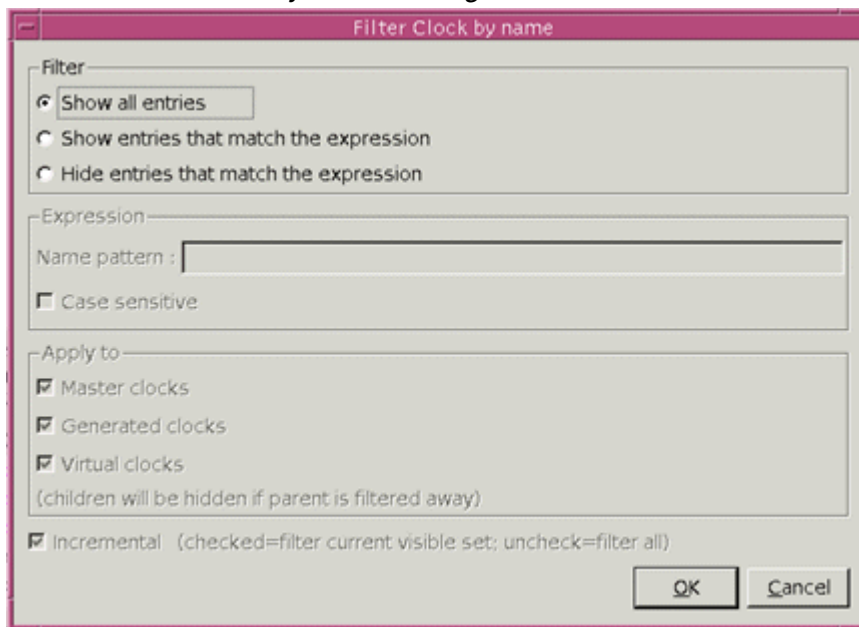 Filter Clock by name
Filter
Show all entries
Show entries that match the expression
Hide entries that match the expression
Expression
Name pattern :
Case sensitive
Apply to
Master clocks
Generated clocks
Virtual clocks
(children will be hidden if parent is filtered away)
Incremental (checked=filter current visible set; uncheck=filter all)
OK Cancel